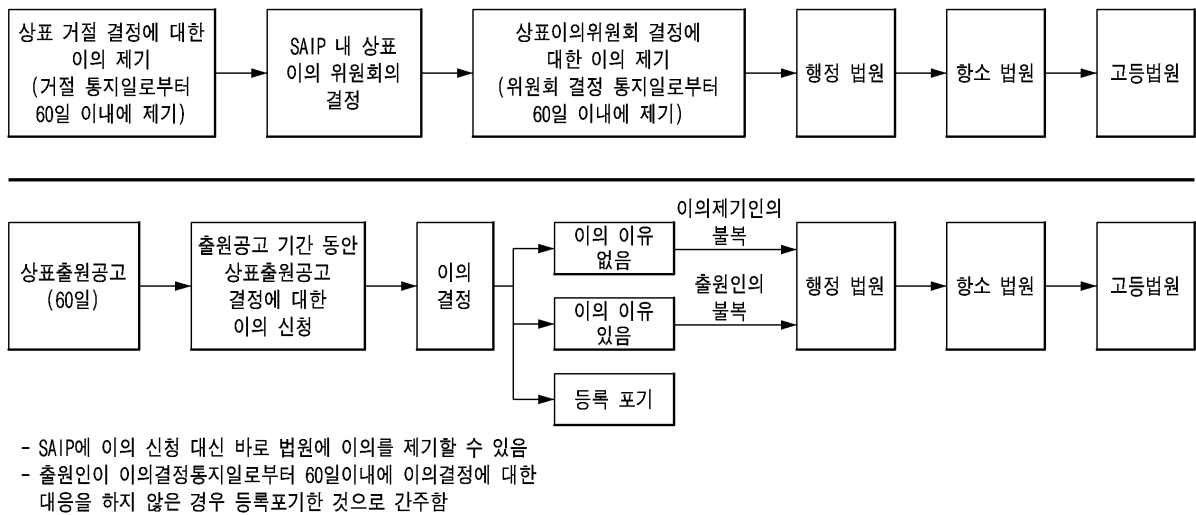 상표 거절 결정에 대한
이의 제기
(거절 통지일로부터
60일 이내에 제기)
SAIP 내 상표
이의 위원회의
결정
상표이의위원회 결정에
대한 이의 제기
(위원회 결정 통지일로부터
60일 이내에 제기)
행정 법원
항소 법원
고등법원
상표출원공고
(60일)
출원공고 기간 동안
상표출원공고
결정에 대한
이의 신청
이의
결정
이의 이유
없음
이의 이유
있음
등록 포기
이의제기인의
불복
출원인의
불복
행정 법원
항소 법원
고등법원
- SAIP에 이의 신청 대신 바로 법원에 이의를 제기할 수 있음
- 출원인이 이의결정통지일로부터 60일이내에 이의결정에 대한
대응을 하지 않은 경우 등록포기한 것으로 간주함